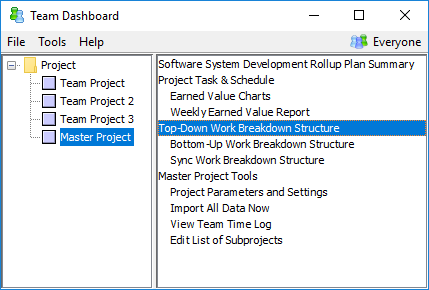 Team Dashboard
File Tools Help Everyone
Project
Team Project
Team Project 2
Team Project 3
Master Project
Software System Development Rollup Plan Summary
Project Task & Schedule
Earned Value Charts
Weekly Earned Value Report
Top-Down Work Breakdown Structure
Bottom-Up Work Breakdown Structure
Sync Work Breakdown Structure
Master Project Tools
Project Parameters and Settings
Import All Data Now
View Team Time Log
Edit List of Subprojects